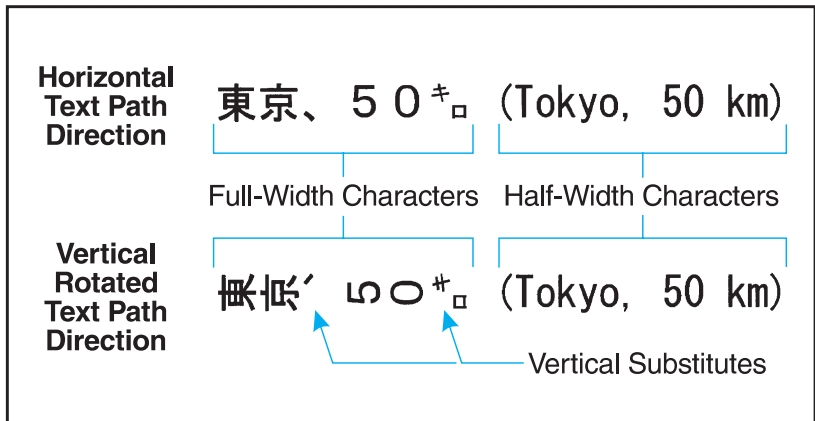 Horizontal
Text Path
Direction
東京、５０㌔ (Tokyo, 50 km)
Full-Width Characters Half-Width Characters
Vertical
Rotated
Text Path
Direction
東京、５０㌔ (Tokyo, 50 km)
Vertical Substitutes